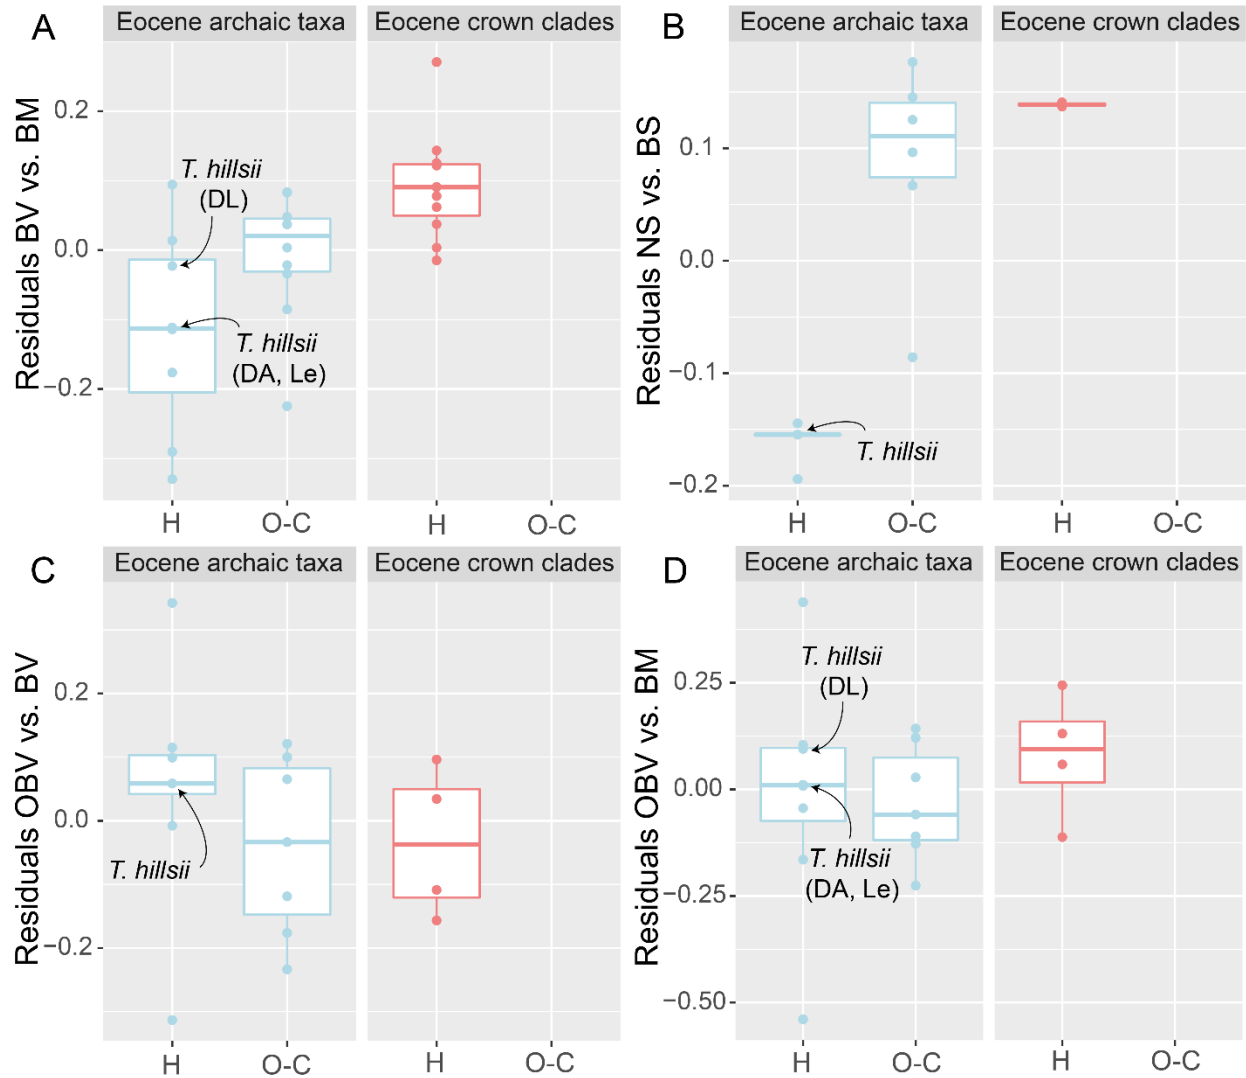 A
Eocene archaic taxa
Eocene crown clades
Residuals BV vs. BM
0.2
0.0
−0.2
T. hillsii
(DL)
T. hillsii
(DA, Le)
H
O-C
H
O-C
B
Eocene archaic taxa
Eocene crown clades
Residuals NS vs. BS
0.1
0.0
−0.1
−0.2
T. hillsii
H
O-C
H
O-C
C
Eocene archaic taxa
Eocene crown clades
Residuals OBV vs. BV
0.2
0.0
−0.2
T. hillsii
H
O-C
H
O-C
D
Eocene archaic taxa
Eocene crown clades
Residuals OBV vs. BM
0.25
0.00
−0.25
−0.50
T. hillsii
(DL)
T. hillsii
(DA, Le)
H
O-C
H
O-C